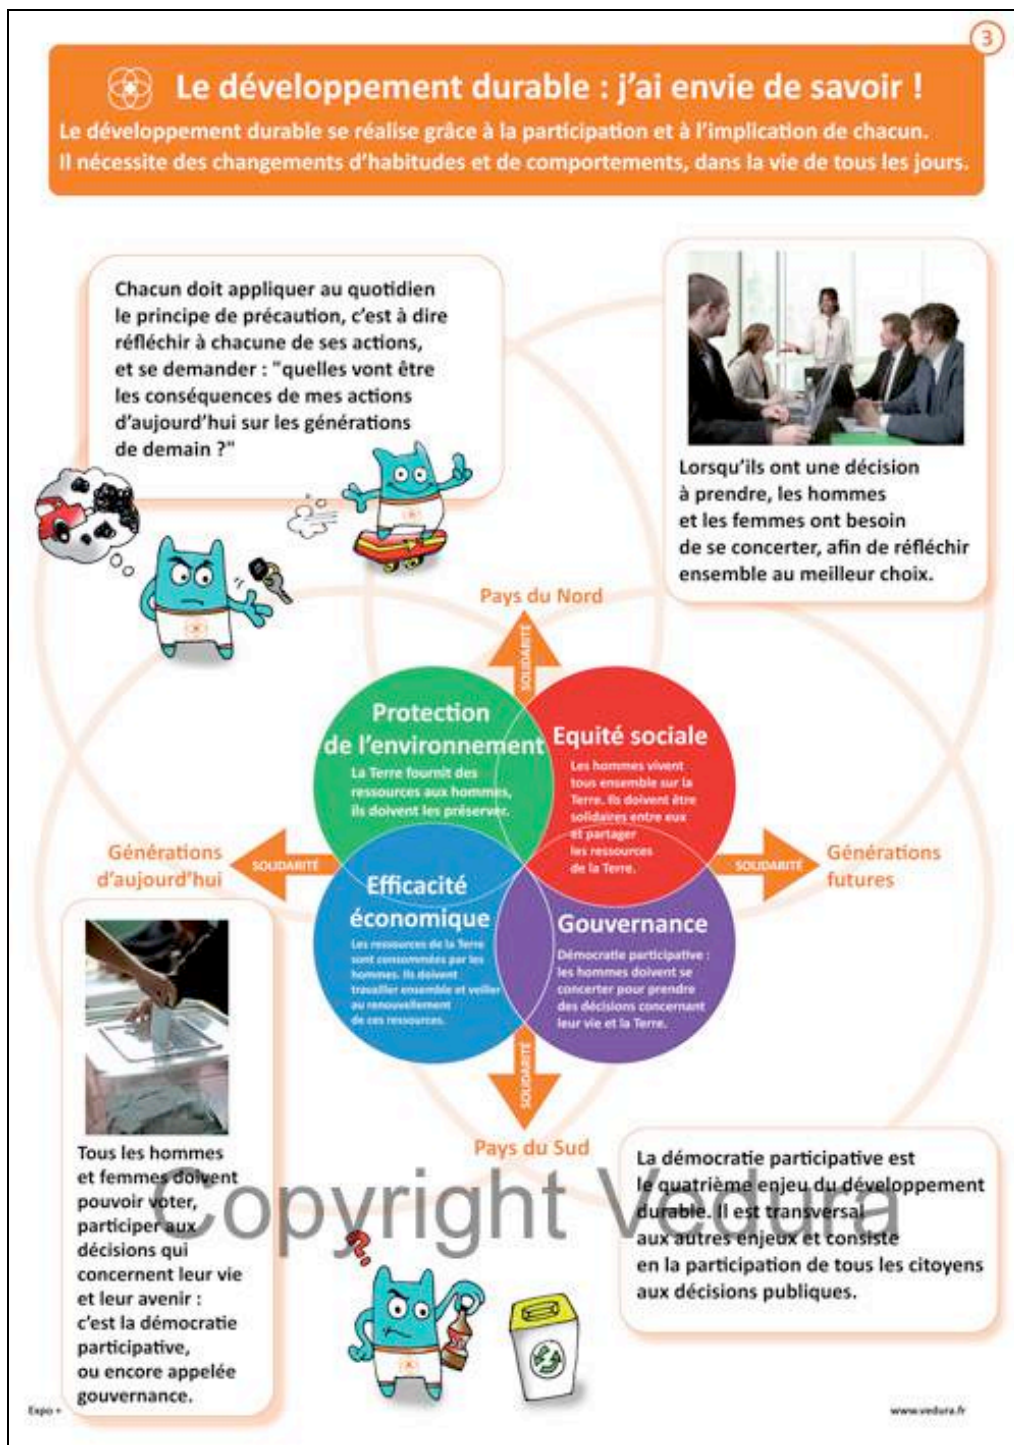 3
Le développement durable : j'ai envie de savoir !
Le développement durable se réalise grâce à la participation et à l'implication de chacun.
Il nécessite des changements d'habitudes et de comportements, dans la vie de tous les jours.
Chacun doit appliquer au quotidien
le principe de précaution, c'est à dire
réfléchir à chacune de ses actions,
et se demander : "quelles vont être
les conséquences de mes actions
d'aujourd'hui sur les générations
de demain ?"
Lorsqu'ils ont une décision
à prendre, les hommes
et les femmes ont besoin
de se concerter, afin de réfléchir
ensemble au meilleur choix.
Pays du Nord
SOLIDARITÉ
Protection
de l'environnement
La Terre fournit des
ressources aux hommes,
ils doivent les préserver.
Equité sociale
Les hommes vivent
tous ensemble sur la
Terre. Ils doivent être
solidaires entre eux
et partager
les ressources
de la Terre.
Générations
d'aujourd'hui
SOLIDARITÉ
SOLIDARITÉ
Générations
futures
Efficacité
économique
Les ressources de la Terre
sont consommées par les
hommes. Ils doivent
travailler ensemble et veiller
au renouvellement
de ces ressources.
Gouvernance
Démocratie participative :
les hommes doivent se
concerter pour prendre
des décisions concernant
leur vie et la Terre.
SOLIDARITÉ
Pays du Sud
Tous les hommes
et femmes doivent
pouvoir voter,
participer aux
décisions qui
concernent leur vie
et leur avenir :
c'est la démocratie
participative,
ou encore appelée
gouvernance.
La démocratie participative est
le quatrième enjeu du développement
durable. Il est transversal
aux autres enjeux et consiste
en la participation de tous les citoyens
aux décisions publiques.
Copyright Vedura
?
Expo +
www.vedura.fr